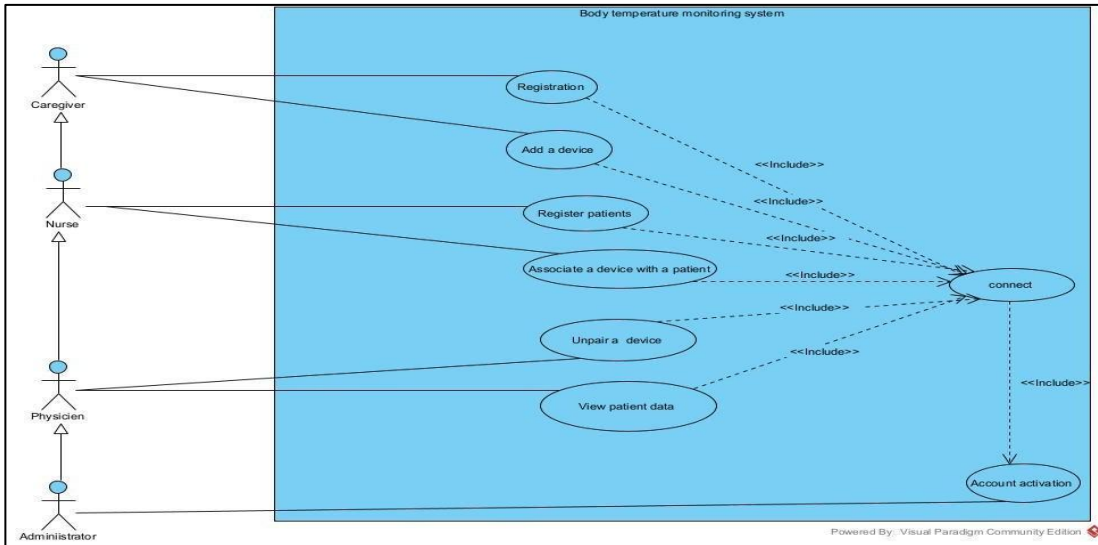 Body temperature monitoring system
Caregiver
Registration
Add a device
<<Include>>
<<Include>>
Nurse
Register patients
<<Include>>
Associate a device with a patient
<<Include>>
connect
<<Include>>
Unpair a device
<<Include>>
Physicien
View patient data
<<Include>>
Account activation
Adminiistrator
Powered By: Visual Paradigm Community Edition